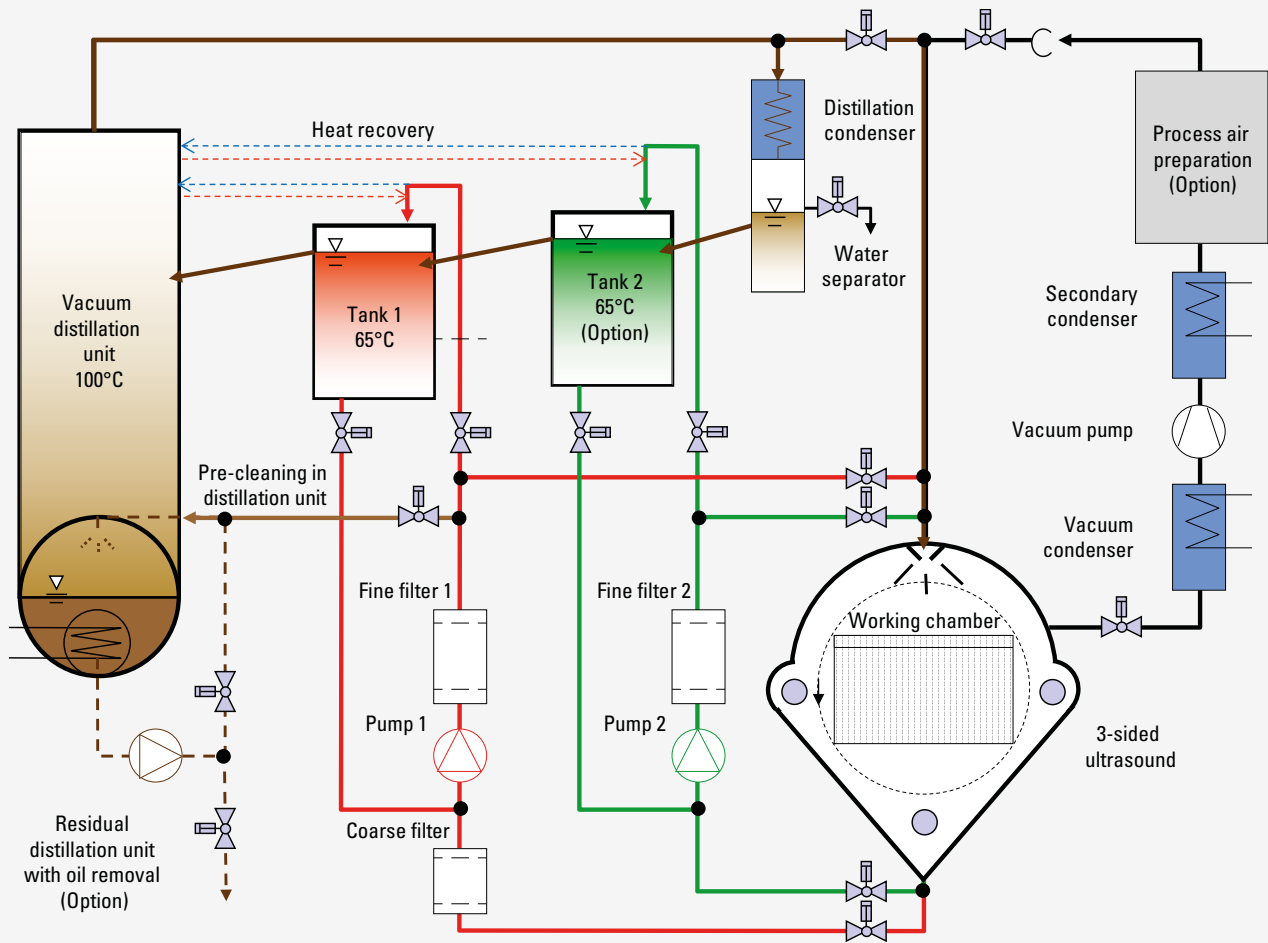 Heat recovery
Distillation
condenser
Process air
preparation
(Option)
Water
separator
Tank 2
65°C
(Option)
Tank 1
65°C
Vacuum
distillation
unit
100°C
Secondary
condenser
Vacuum pump
Pre-cleaning in
distillation unit
Vacuum
condenser
Fine filter 1
Fine filter 2
Working chamber
Pump 1
Pump 2
3-sided
ultrasound
Coarse filter
Residual
distillation unit
with oil removal
(Option)